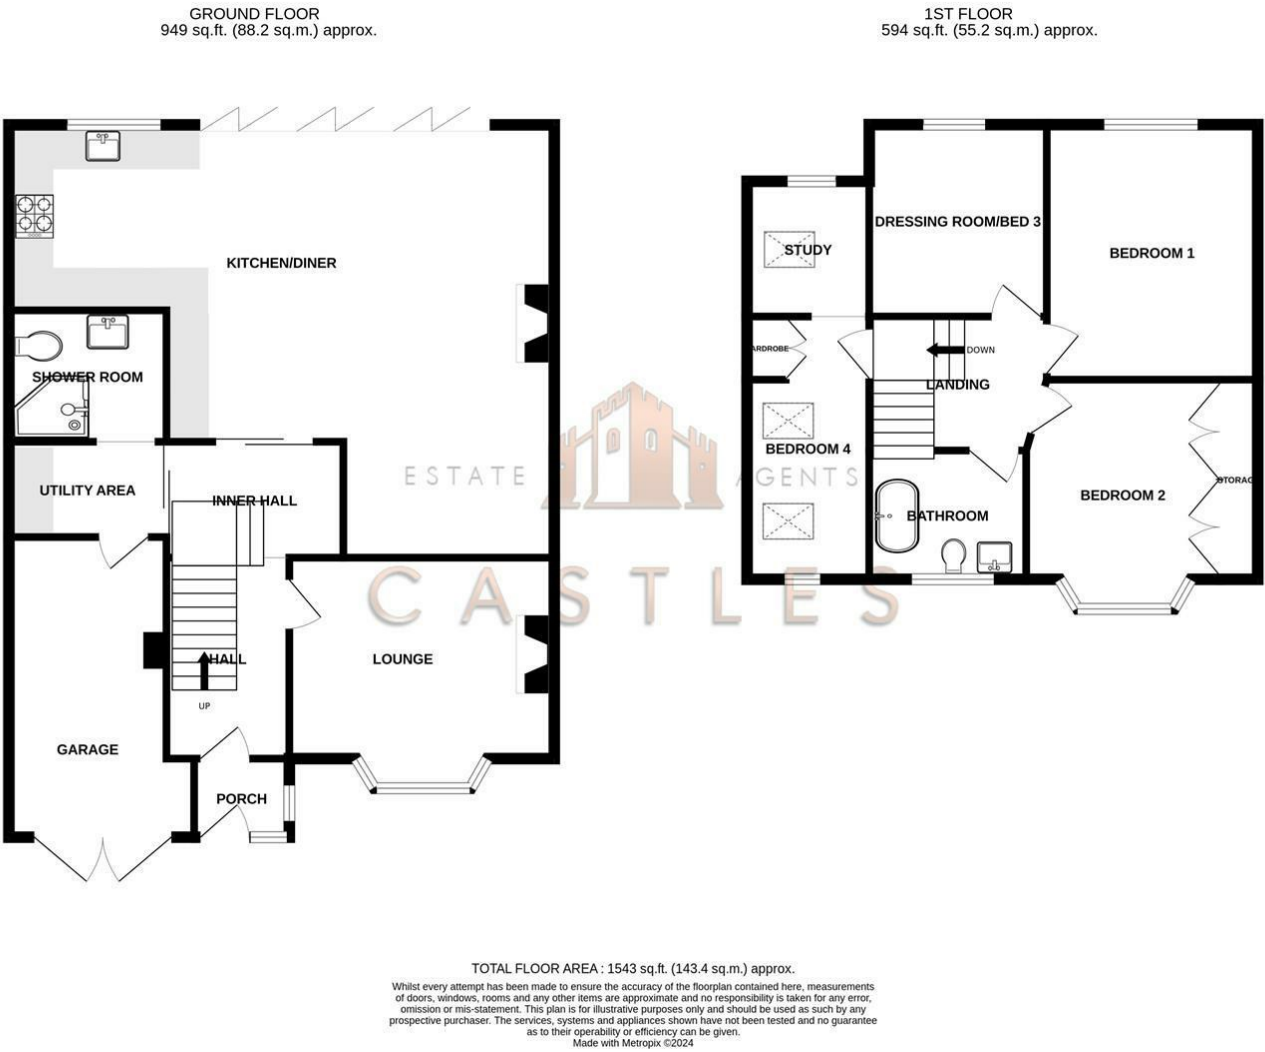 GROUND FLOOR
949 sq.ft. (88.2 sq.m.) approx.
1ST FLOOR
594 sq.ft. (55.2 sq.m.) approx.
KITCHEN/DINER
SHOWER ROOM
UTILITY AREA
INNER HALL
HALL
UP
LOUNGE
GARAGE
PORCH
STUDY
DRESSING ROOM/BED 3
BEDROOM 1
ARDROBE
DOWN
LANDING
BEDROOM 4
BEDROOM 2
STORAG
BATHROOM
ESTATE AGENTS
CASTLES
TOTAL FLOOR AREA : 1543 sq.ft. (143.4 sq.m.) approx.
Whilst every attempt has been made to ensure the accuracy of the floorplan contained here, measurements
of doors, windows, rooms and any other items are approximate and no responsibility is taken for any error,
omission or mis-statement. This plan is for illustrative purposes only and should be used as such by any
prospective purchaser. The services, systems and appliances shown have not been tested and no guarantee
as to their operability or efficiency can be given.
Made with Metropix ©2024